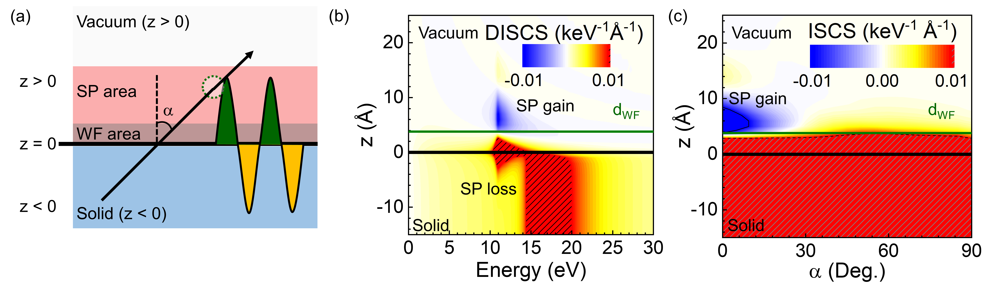 (a)
Vacuum (z > 0)
z > 0
SP area
α
WF area
z = 0
z < 0
Solid (z < 0)
(b)
Vacuum DISCS (keV⁻¹Å⁻¹)
-0.01 0.01
SP gain
d_WF
SP loss
Solid
20
10
0
-10
z (Å)
0 5 10 15 20 25 30
Energy (eV)
(c)
Vacuum ISCS (keV⁻¹ Å⁻¹)
-0.01 0.00 0.01
SP gain
d_WF
Solid
20
10
0
-10
z (Å)
0 30 60 90
α (Deg.)